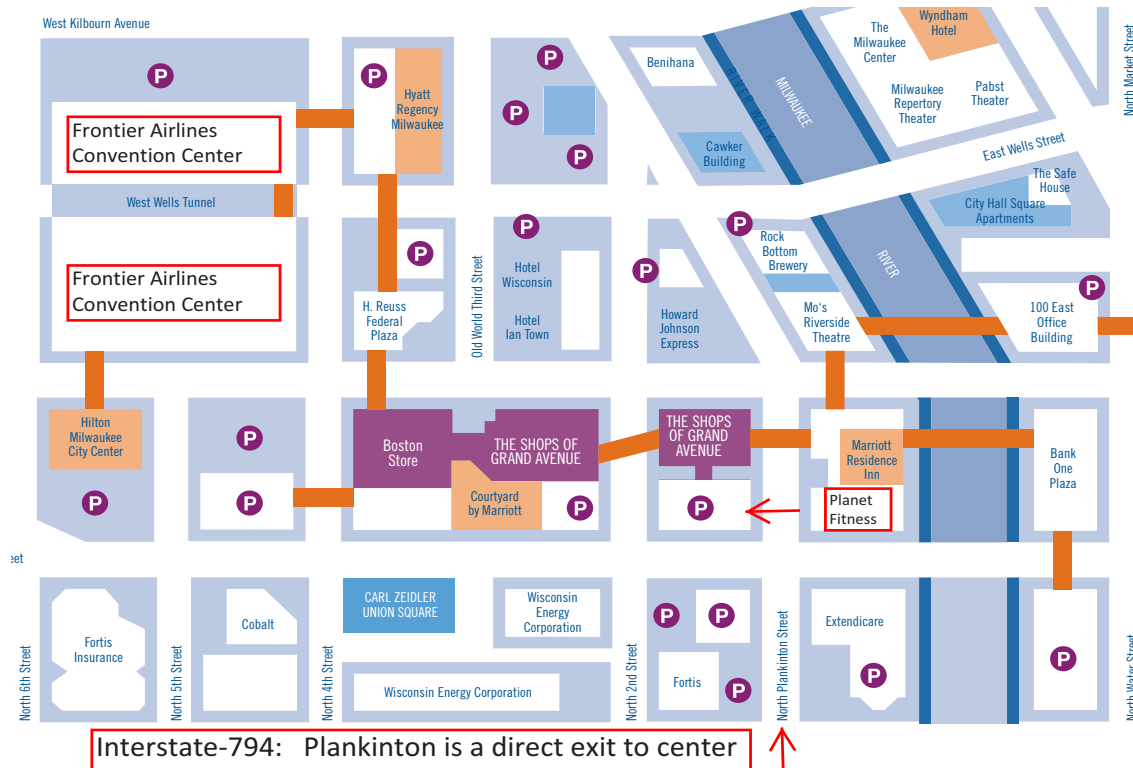 West Kilbourn Avenue
P
Frontier Airlines
Convention Center
West Wells Tunnel
Frontier Airlines
Convention Center
P
Hyatt
Regency
Milwaukee
P
H. Reuss
Federal
Plaza
P
P
P
P
Hotel
Wisconsin
Hotel
Ian Town
Old World Third Street
Benihana
RIVER WALK
MILWAUKEE
Cawker
Building
The
Milwaukee
Center
Wyndham
Hotel
Milwaukee
Repertory
Theater
Pabst
Theater
North Market Street
East Wells Street
The Safe
House
City Hall Square
Apartments
P
Howard
Johnson
Express
P
Rock
Bottom
Brewery
Mo's
Riverside
Theatre
RIVER
P
100 East
Office
Building
Hilton
Milwaukee
City Center
P
P
P
Boston
Store
THE SHOPS OF
GRAND AVENUE
Courtyard
by Marriott
P
THE SHOPS
OF GRAND
AVENUE
P
Marriott
Residence
Inn
Planet
Fitness
Bank
One
Plaza
eet
North 6th Street
Fortis
Insurance
North 5th Street
Cobalt
North 4th Street
CARL ZEIDLER
UNION SQUARE
Wisconsin
Energy
Corporation
Wisconsin Energy Corporation
North 2nd Street
P
P
Fortis
P
North Plankinton Street
Extendicare
P
P
North Water Street
Interstate-794: Plankinton is a direct exit to center